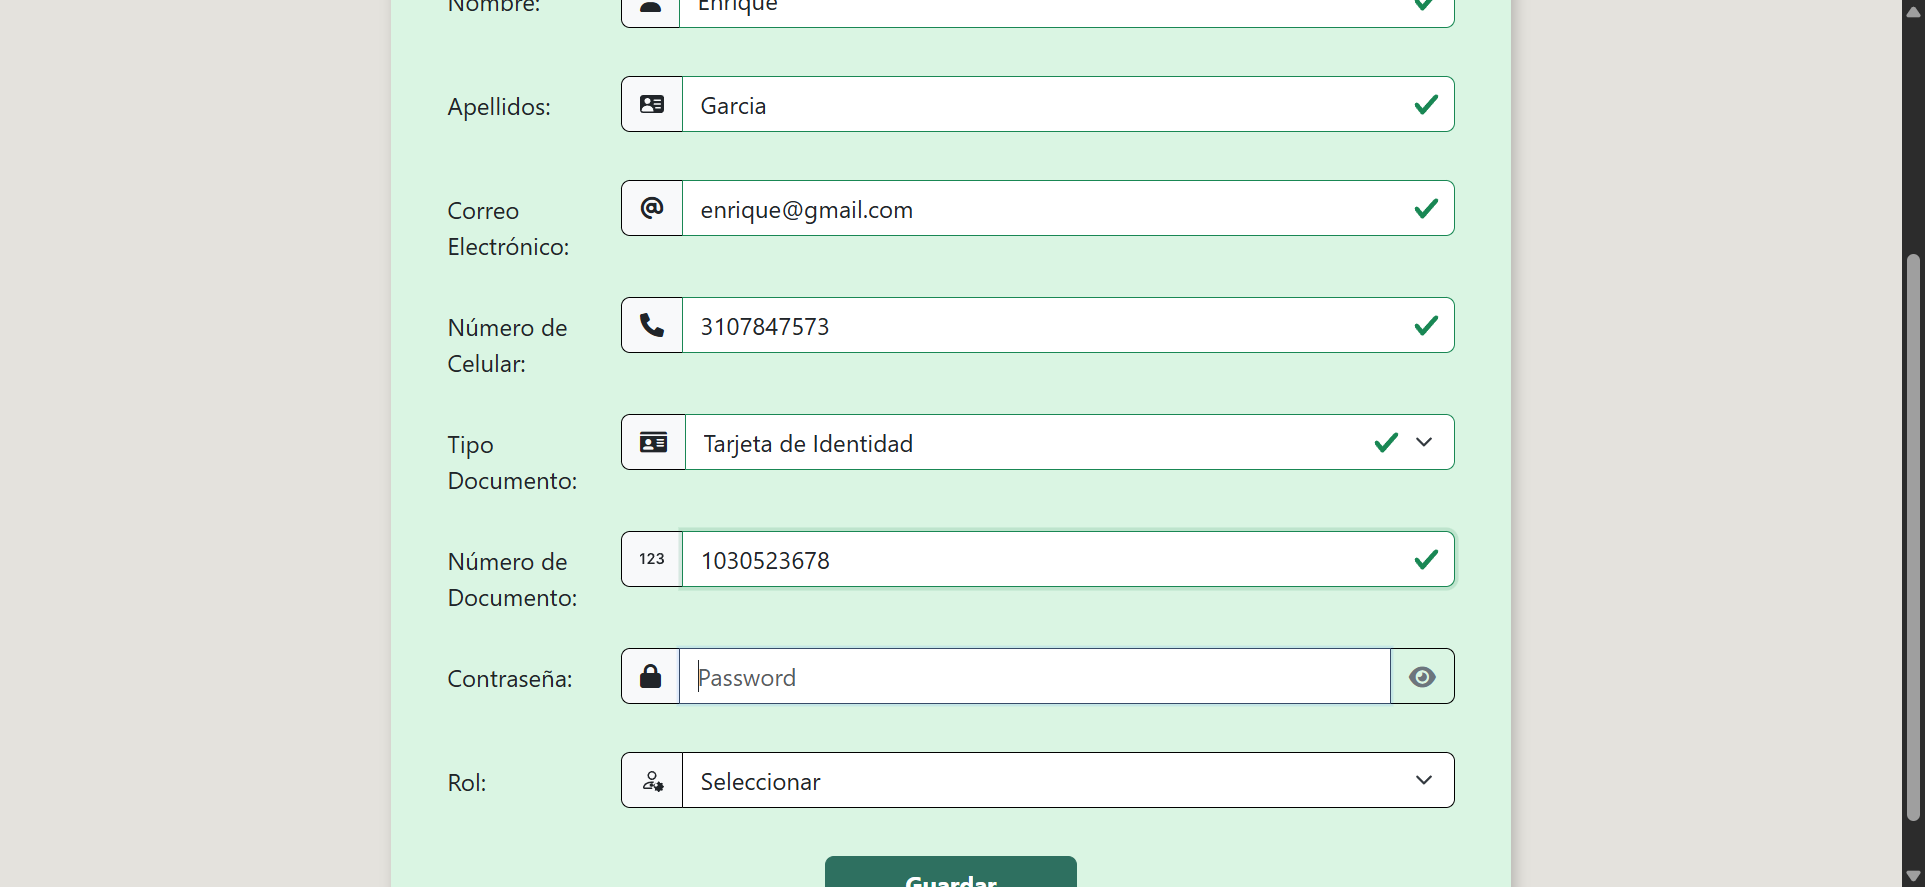 Nombre: Enrique
Apellidos: Garcia
Correo Electrónico: enrique@gmail.com
Número de Celular: 3107847573
Tipo Documento: Tarjeta de Identidad
Número de Documento: 123 1030523678
Contraseña: Password
Rol: Seleccionar
Guardar